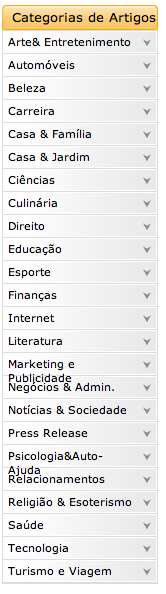 Categorias de Artigos
Arte& Entretenimento
Automóveis
Beleza
Carreira
Casa & Família
Casa & Jardim
Ciências
Culinária
Direito
Educação
Esporte
Finanças
Internet
Literatura
Marketing e
Publicidade
Negócios & Admin.
Notícias & Sociedade
Press Release
Psicologia&Auto-
Ajuda
Relacionamentos
Religião & Esoterismo
Saúde
Tecnologia
Turismo e Viagem